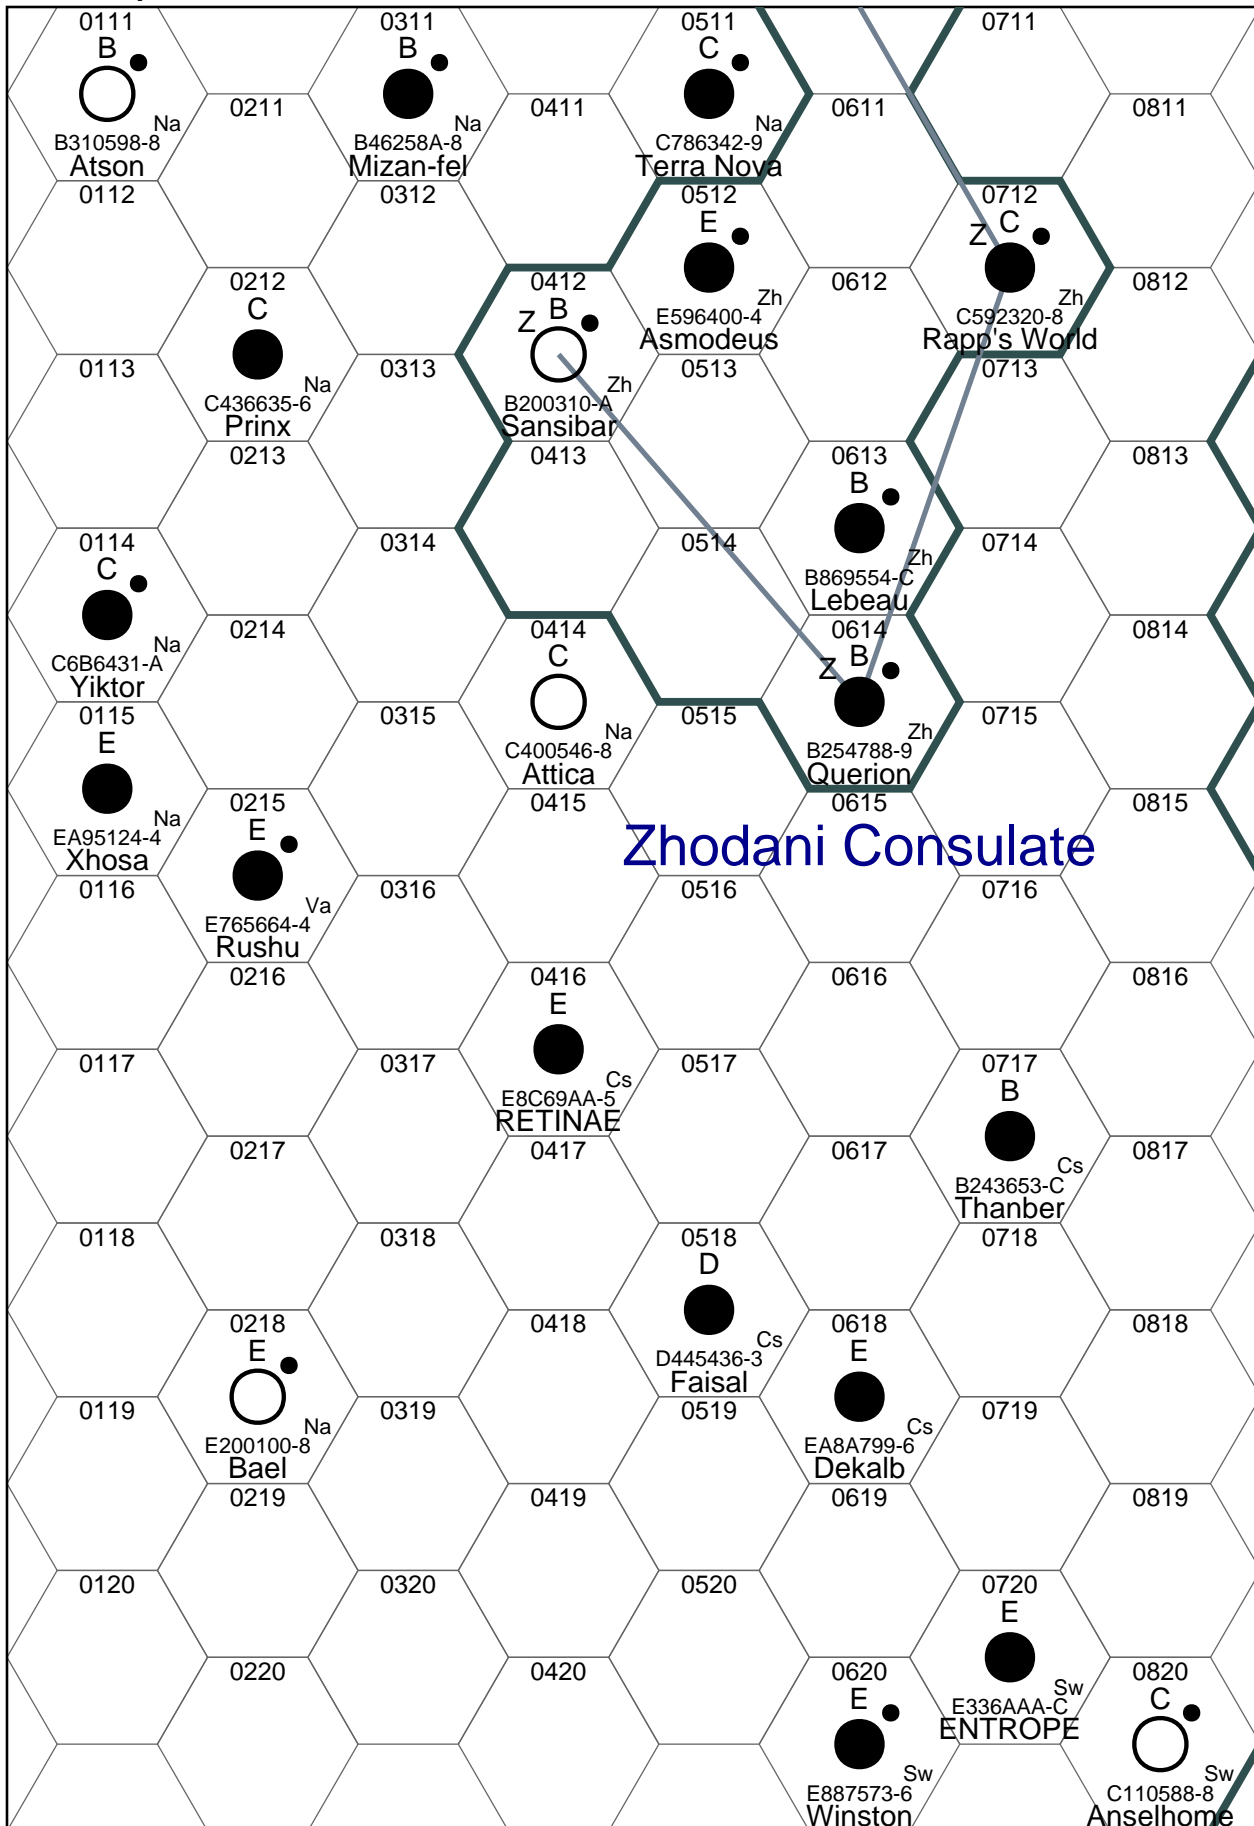 0111
B
B310598-8 Na
Atson
0311
B
B46258A-8 Na
Mizan-fel
0511
C
C786342-9 Na
Terra Nova
0711
0211
0411
0611
0811
0112
0312
0512
E
E596400-4 Zh
Asmodeus
0712
Z C
C592320-8 Zh
Rapp's World
0212
C
C436635-6 Na
Prinx
0412
Z B
B200310-A Zh
Sansibar
0612
0812
0113
0313
0513
0713
0213
0413
0613
B
B869554-C Zh
Lebeau
0813
0114
C
C6B6431-A Na
Yiktor
0314
0514
0714
0214
0414
C
C400546-8 Na
Attica
0614
Z B
B254788-9 Zh
Querion
0814
0115
E
EA95124-4 Na
Xhosa
0315
0515
0715
0215
E
E765664-4 Va
Rushu
0415
0615
0815
Zhodani Consulate
0116
0316
0516
0716
0216
0416
E
E8C69AA-5 Cs
RETINAE
0616
0816
0117
0317
0517
0717
B
B243653-C Cs
Thanber
0217
0417
0617
0817
0118
0318
0518
D
D445436-3 Cs
Faisal
0718
0218
E
E200100-8 Na
Bael
0418
0618
E
EA8A799-6 Cs
Dekalb
0818
0119
0319
0519
0719
0219
0419
0619
0819
0120
0320
0520
0720
E
E336AAA-C Sw
ENTROPE
0220
0420
0620
E
E887573-6 Sw
Winston
0820
C
C110588-8 Sw
Anselhome